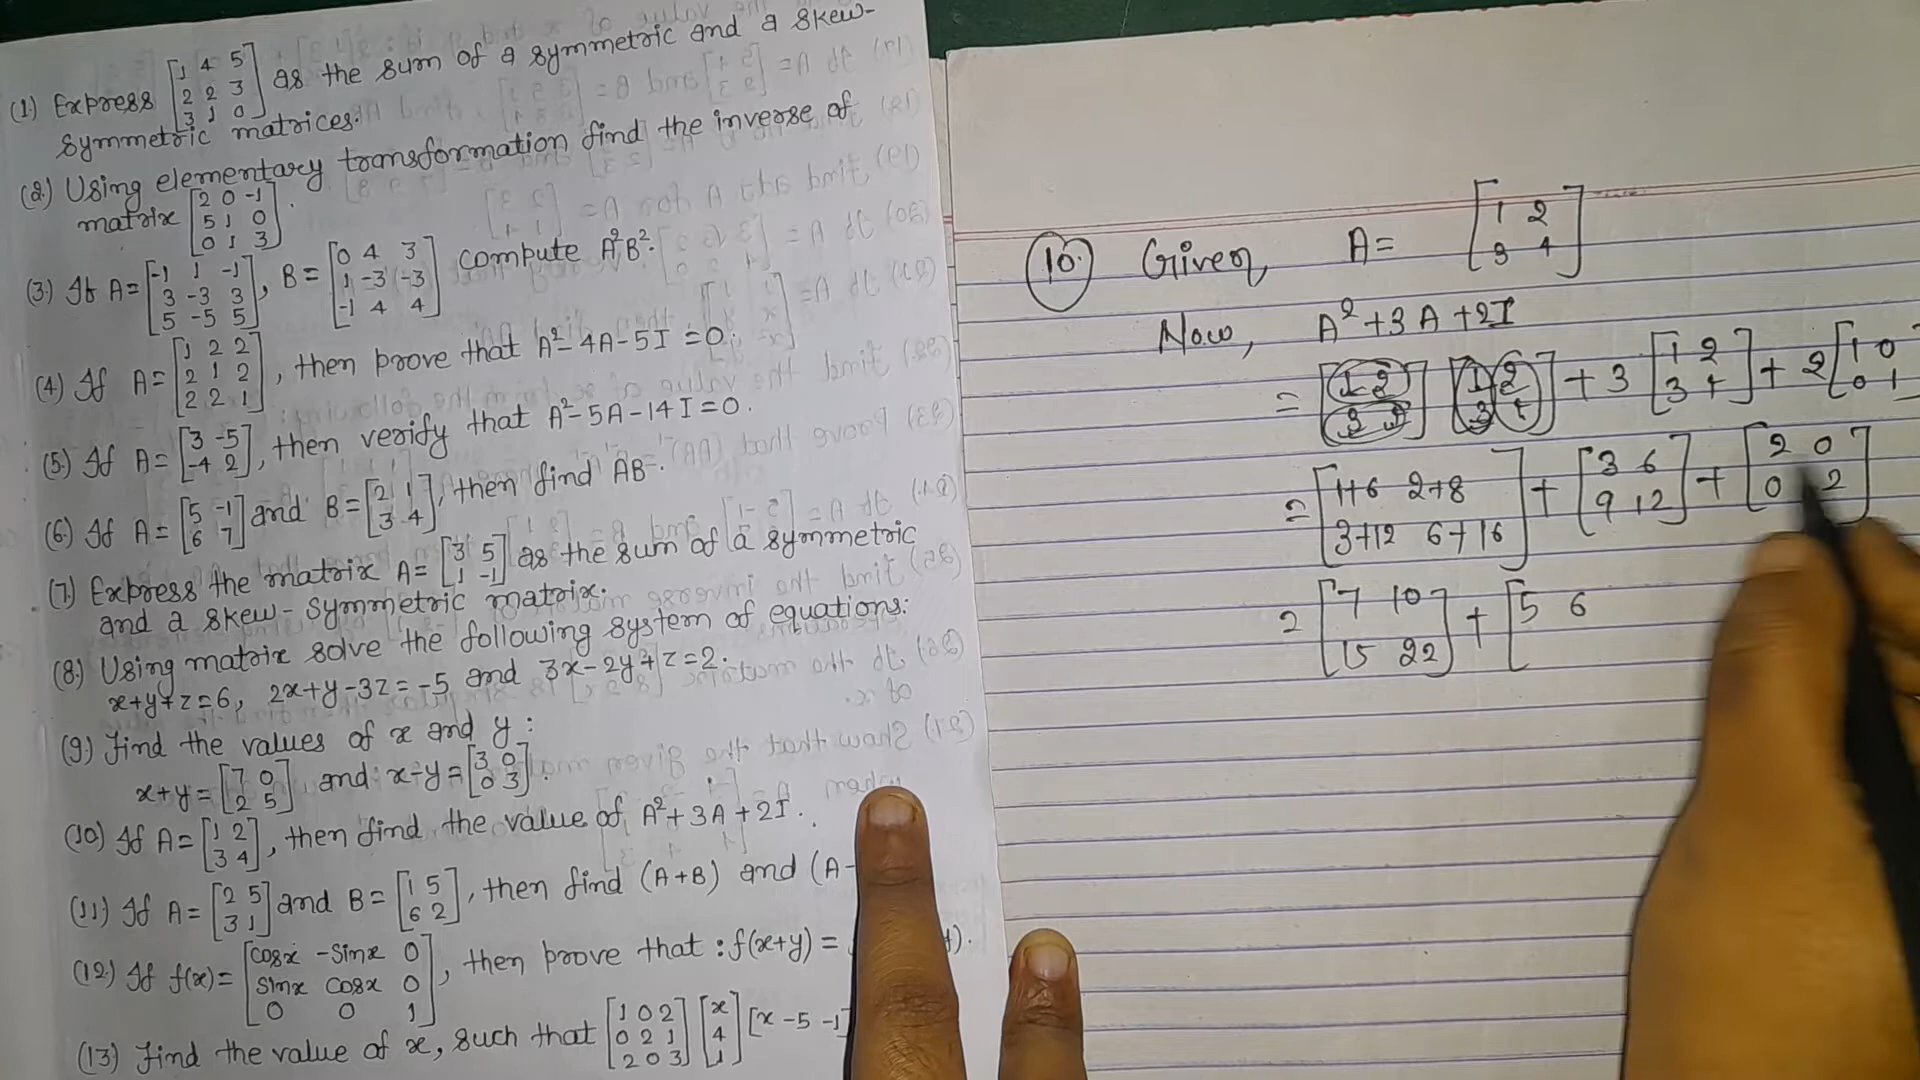 (1.) Express [1 4 5
2 2 3
3 1 0] as the sum of a symmetric and a skew-
symmetric matrices.
(2.) Using elementary transformation find the inverse of
matrix [2 0 -1
5 1 0
0 1 3].
(3.) If A = [-1 1 -1
3 -3 3
5 -5 5], B = [0 4 3
1 -3 -3
-1 4 4] compute A²B².
(4.) If A = [1 2 2
2 1 2
2 2 1], then prove that A² - 4A - 5I = 0.
(5.) If A = [3 -5
-4 2], then verify that A² - 5A - 14I = 0.
(6.) If A = [5 -1
6 7] and B = [2 1
3 4], then find AB.
(7.) Express the matrix A = [3 5
1 -1] as the sum of a symmetric
and a skew-symmetric matrix.
(8.) Using matrix solve the following system of equations:
x+y+z=6, 2x+y-3z=-5 and 3x-2y+z=2.
(9.) Find the values of x and y:
x+y = [7 0
2 5] and x-y = [3 0
0 3].
(10.) If A = [1 2
3 4], then find the value of A² + 3A + 2I.
(11.) If A = [2 5
3 1] and B = [1 5
6 2], then find (A+B) and (A-
(12.) If f(x) = [cosx -sinx 0
sinx cosx 0
0 0 1], then prove that: f(x+y) =
(13.) Find the value of x, such that [1 0 2
0 2 1
2 0 3] [x
4
1] [x -5 -1]
(10.) Given, A = [1 2
3 4]
Now, A² + 3A + 2I
= [1 2
3 4] [1 2
3 4] + 3 [1 2
3 4] + 2 [1 0
0 1
= [1+6 2+8
3+12 6+16] + [3 6
9 12] + [2 0
0 2]
= [7 10
15 22] + [5 6